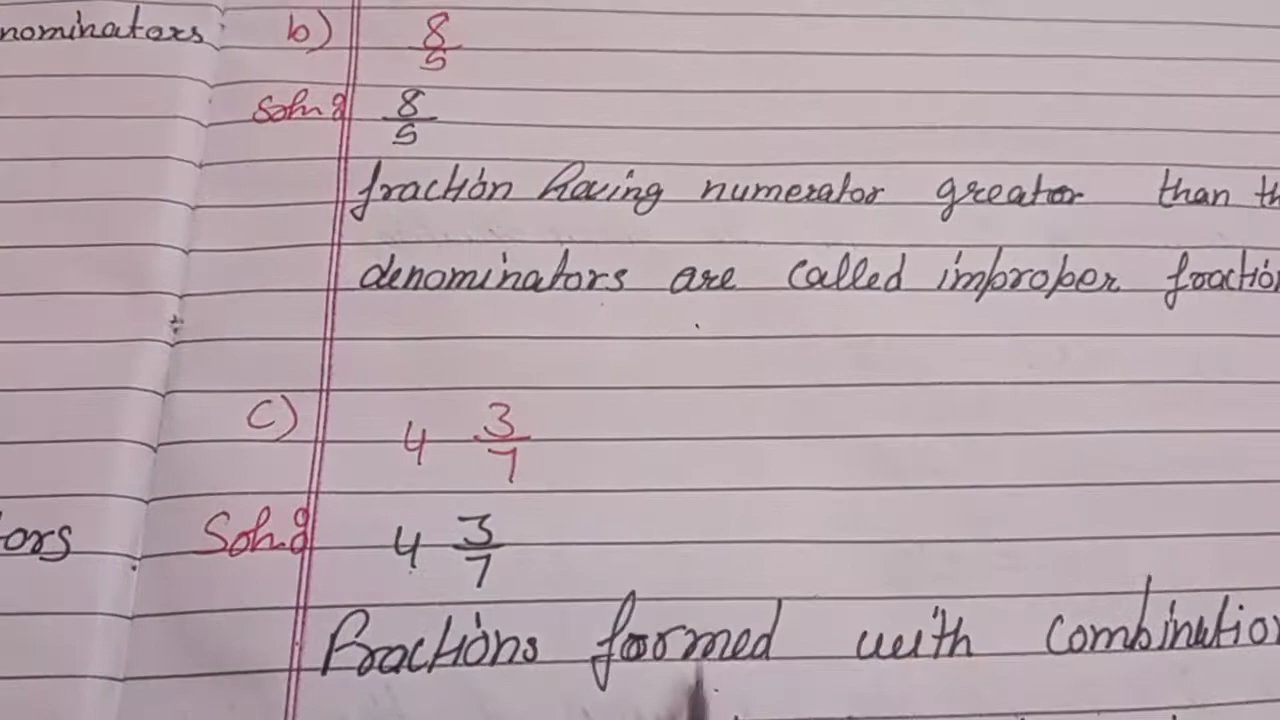 nominators
b) 8/5
Soln: 8/5
fraction having numerator greater than th
denominators are called improper fraction
c) 4 3/7
ors
Soln: 4 3/7
Fractions formed with combinatio